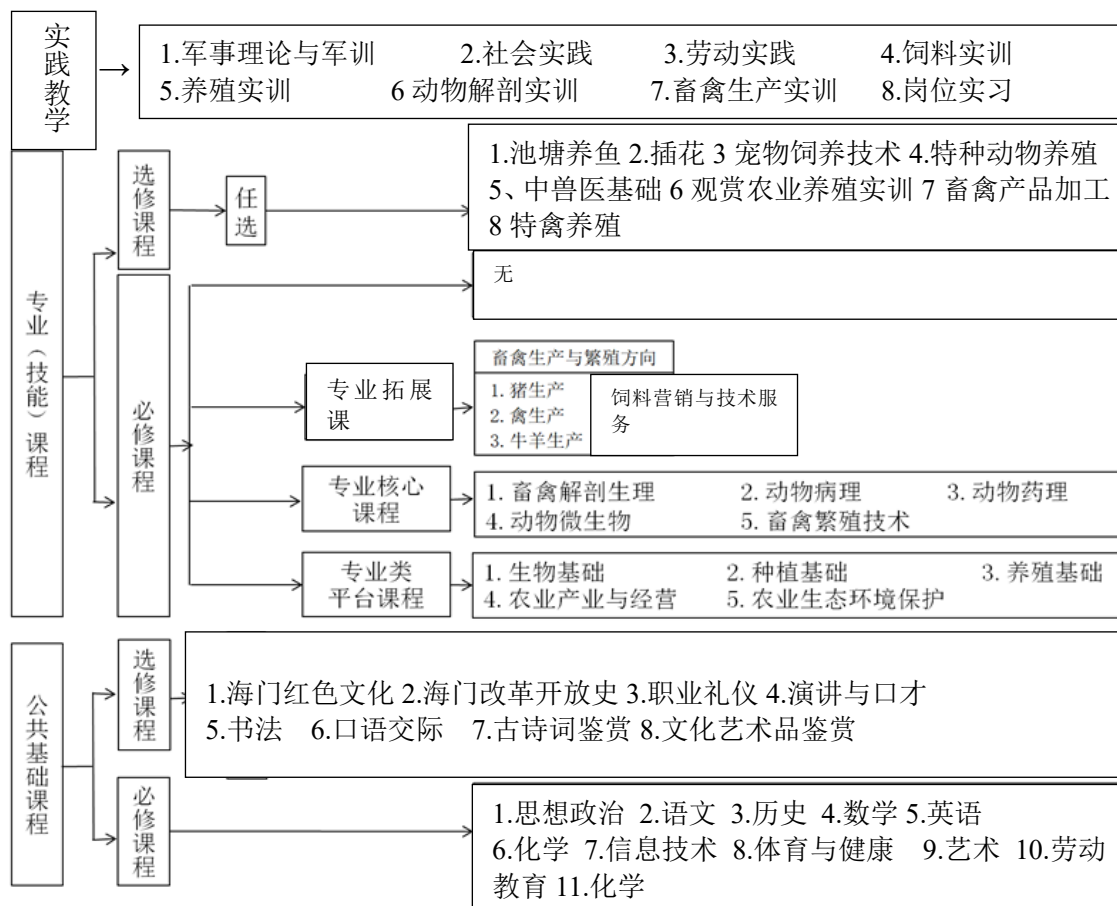 实践教学
1.军事理论与军训 2.社会实践 3.劳动实践 4.饲料实训
5.养殖实训 6 动物解剖实训 7.畜禽生产实训 8.岗位实习
专业（技能）课程
选修课程
任选
1.池塘养鱼 2.插花 3 宠物饲养技术 4.特种动物养殖
5、中兽医基础 6 观赏农业养殖实训 7 畜禽产品加工
8 特禽养殖
必修课程
无
专业拓展
课
畜禽生产与繁殖方向
1. 猪生产
2. 禽生产
3. 牛羊生产
饲料营销与技术服
务
专业核心
课程
1. 畜禽解剖生理 2. 动物病理 3. 动物药理
4. 动物微生物 5. 畜禽繁殖技术
专业类
平台课程
1. 生物基础 2. 种植基础 3. 养殖基础
4. 农业产业与经营 5. 农业生态环境保护
公共基础课程
选修课程
1.海门红色文化 2.海门改革开放史 3.职业礼仪 4.演讲与口才
5.书法 6.口语交际 7.古诗词鉴赏 8.文化艺术品鉴赏
必修课程
1.思想政治 2.语文 3.历史 4.数学 5.英语
6.化学 7.信息技术 8.体育与健康 9.艺术 10.劳动
教育 11.化学